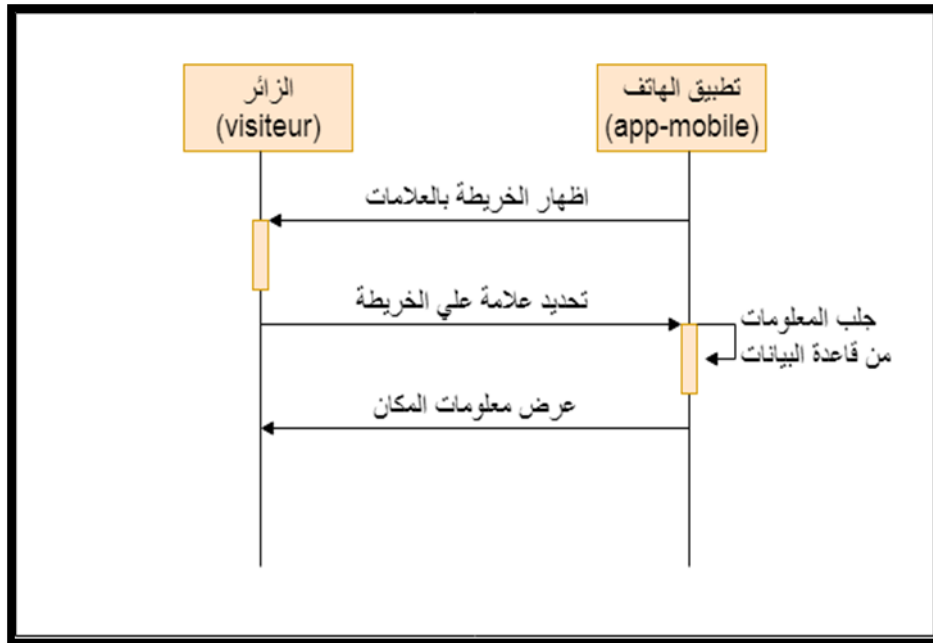 الزائر
(visiteur)
تطبيق الهاتف
(app-mobile)
اظهار الخريطة بالعلامات
تحديد علامة علي الخريطة
جلب المعلومات
من قاعدة البيانات
عرض معلومات المكان